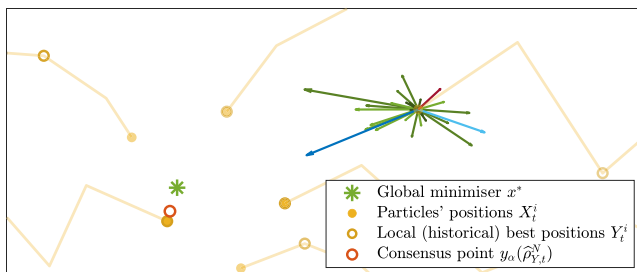 Global minimiser x*
Particles' positions X_t^i
Local (historical) best positions Y_t^i
Consensus point y_α(ρ̂_{Y,t}^N)